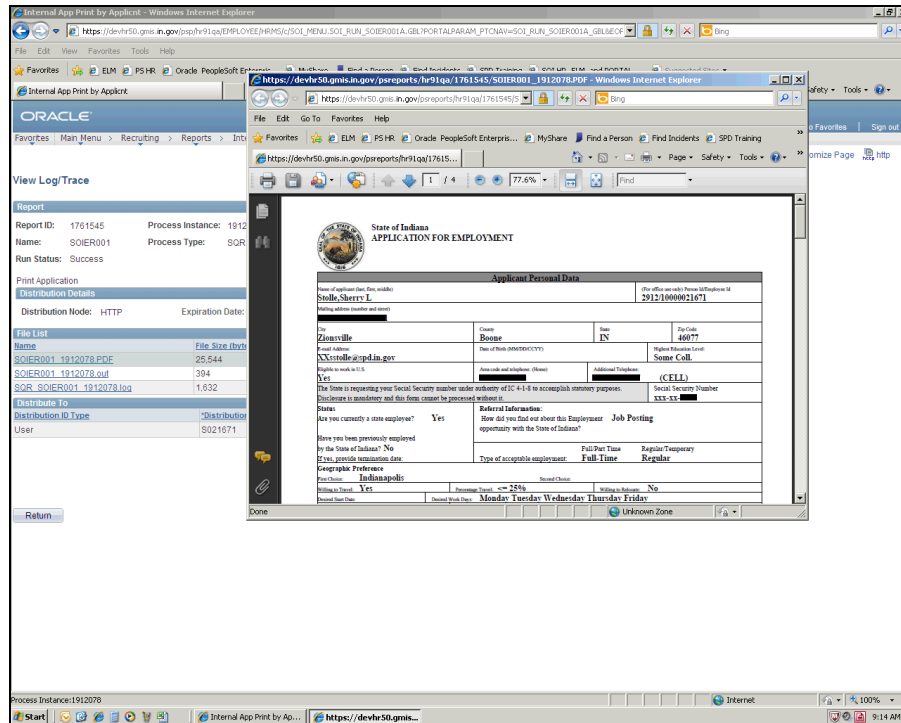 Internal App Print by Applicnt - Windows Internet Explorer
https://devhr50.gmis.in.gov/psp/hr91qa/EMPLOYEE/HRMS/c/SOI_MENU.SOI_RUN_SOIER001A.GBL?PORTALPARAM_PTCNAV=SOI_RUN_SOIER001A_GBL&EOF
Bing
File Edit View Favorites Tools Help
Favorites ELM PS HR Oracle PeopleSoft
Internal App Print by Applicnt
Safety Tools
ORACLE
Favorites Sign out
Favorites Main Menu > Recruiting > Reports >
Customize Page http
View Log/Trace
Report
Report ID: 1761545 Process Instance: 1912
Name: SOIER001 Process Type: SQR
Run Status: Success
Print Application
Distribution Details
Distribution Node: HTTP Expiration Date:
File List
Name File Size (byte
SOIER001_1912078.PDF 25,544
SOIER001_1912078.out 394
SQR_SOIER001_1912078.log 1,632
Distribute To
Distribution ID Type *Distribution
User S021671
Return
https://devhr50.gmis.in.gov/psreports/hr91qa/1761545/SOIER001_1912078.PDF - Windows Internet Explorer
https://devhr50.gmis.in.gov/psreports/hr91qa/1761545/S
Bing
File Edit Go To Favorites Help
Favorites ELM PS HR Oracle PeopleSoft Enterpris... MyShare Find a Person Find Incidents SPD Training
https://devhr50.gmis.in.gov/psreports/hr91qa/17615...
Page Safety Tools
1 / 4 77.6% Find
State of Indiana
APPLICATION FOR EMPLOYMENT
Applicant Personal Data
Name of applicant (last, first, middle) (For office use only) Person Id/Employee Id
Stolle,Sherry L 2912/10000021671
Mailing address (number and street)
City County State Zip Code
Zionsville Boone IN 46077
E-mail Address: Date of Birth (MM/DD/CCYY) Highest Education Level:
XXsstolle@spd.in.gov Some Coll.
Eligible to work in U.S. Area code and telephone: (Home) Additional Telephone:
Yes (CELL)
The State is requesting your Social Security number under authority of IC 4-1-8 to accomplish statutory purposes. Social Security Number
Disclosure is mandatory and this form cannot be processed without it. xxx-xx-
Status Referral Information:
Are you currently a state employee? Yes How did you find out about this Employment Job Posting
opportunity with the State of Indiana?
Have you been previously employed
by the State of Indiana? No Full/Part Time Regular/Temporary
If yes, provide termination date: Type of acceptable employment: Full-Time Regular
Geographic Preference
First Choice: Indianapolis Second Choice:
Willing to Travel: Yes Percentage Travel: <= 25% Willing to Relocate: No
Desired Start Date: Desired Work Days: Monday Tuesday Wednesday Thursday Friday
Done Unknown Zone
Process Instance:1912078 Internet 100%
Start Internal App Print by Ap... https://devhr50.gmis... 9:14 AM